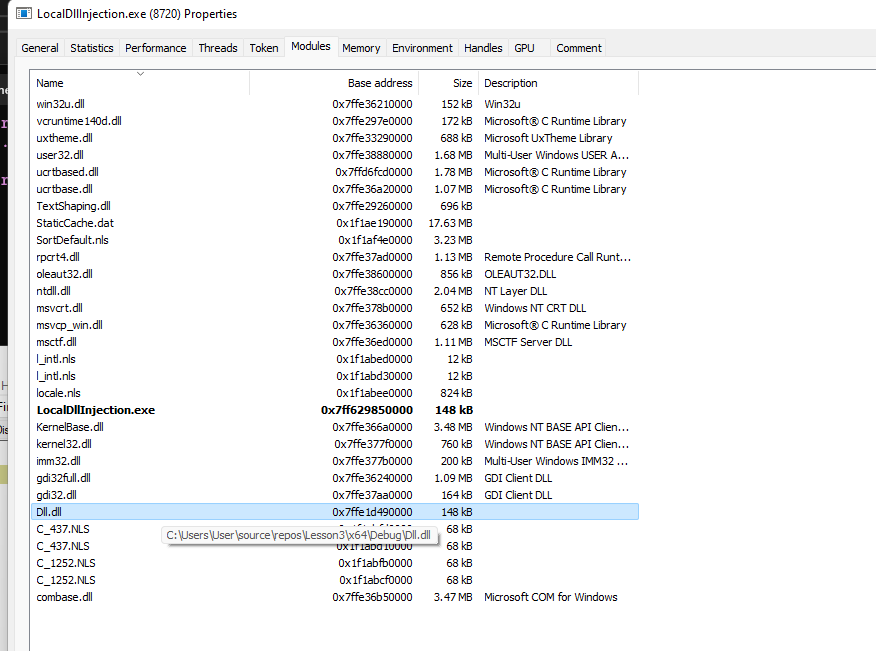 LocalDllInjection.exe (8720) Properties
General Statistics Performance Threads Token Modules Memory Environment Handles GPU Comment
Name Base address Size Description
win32u.dll 0x7ffe36210000 152 kB Win32u
vcruntime140d.dll 0x7ffe297e0000 172 kB Microsoft® C Runtime Library
uxtheme.dll 0x7ffe33290000 688 kB Microsoft UxTheme Library
user32.dll 0x7ffe38880000 1.68 MB Multi-User Windows USER A...
ucrtbased.dll 0x7ffd6fcd0000 1.78 MB Microsoft® C Runtime Library
ucrtbase.dll 0x7ffe36a20000 1.07 MB Microsoft® C Runtime Library
TextShaping.dll 0x7ffe29260000 696 kB
StaticCache.dat 0x1f1ae190000 17.63 MB
SortDefault.nls 0x1f1af4e0000 3.23 MB
rpcrt4.dll 0x7ffe37ad0000 1.13 MB Remote Procedure Call Runt...
oleaut32.dll 0x7ffe38600000 856 kB OLEAUT32.DLL
ntdll.dll 0x7ffe38cc0000 2.04 MB NT Layer DLL
msvcrt.dll 0x7ffe378b0000 652 kB Windows NT CRT DLL
msvcp_win.dll 0x7ffe36360000 628 kB Microsoft® C Runtime Library
msctf.dll 0x7ffe36ed0000 1.11 MB MSCTF Server DLL
l_intl.nls 0x1f1abed0000 12 kB
l_intl.nls 0x1f1abd30000 12 kB
locale.nls 0x1f1abee0000 824 kB
LocalDllInjection.exe 0x7ff629850000 148 kB
KernelBase.dll 0x7ffe366a0000 3.48 MB Windows NT BASE API Clien...
kernel32.dll 0x7ffe377f0000 760 kB Windows NT BASE API Clien...
imm32.dll 0x7ffe377b0000 200 kB Multi-User Windows IMM32 ...
gdi32full.dll 0x7ffe36240000 1.09 MB GDI Client DLL
gdi32.dll 0x7ffe37aa0000 164 kB GDI Client DLL
Dll.dll 0x7ffe1d490000 148 kB
C_437.NLS 68 kB
C:\Users\User\source\repos\Lesson3\x64\Debug\Dll.dll
C_437.NLS 0x1f1abd10000 68 kB
C_1252.NLS 0x1f1abfb0000 68 kB
C_1252.NLS 0x1f1abcf0000 68 kB
combase.dll 0x7ffe36b50000 3.47 MB Microsoft COM for Windows